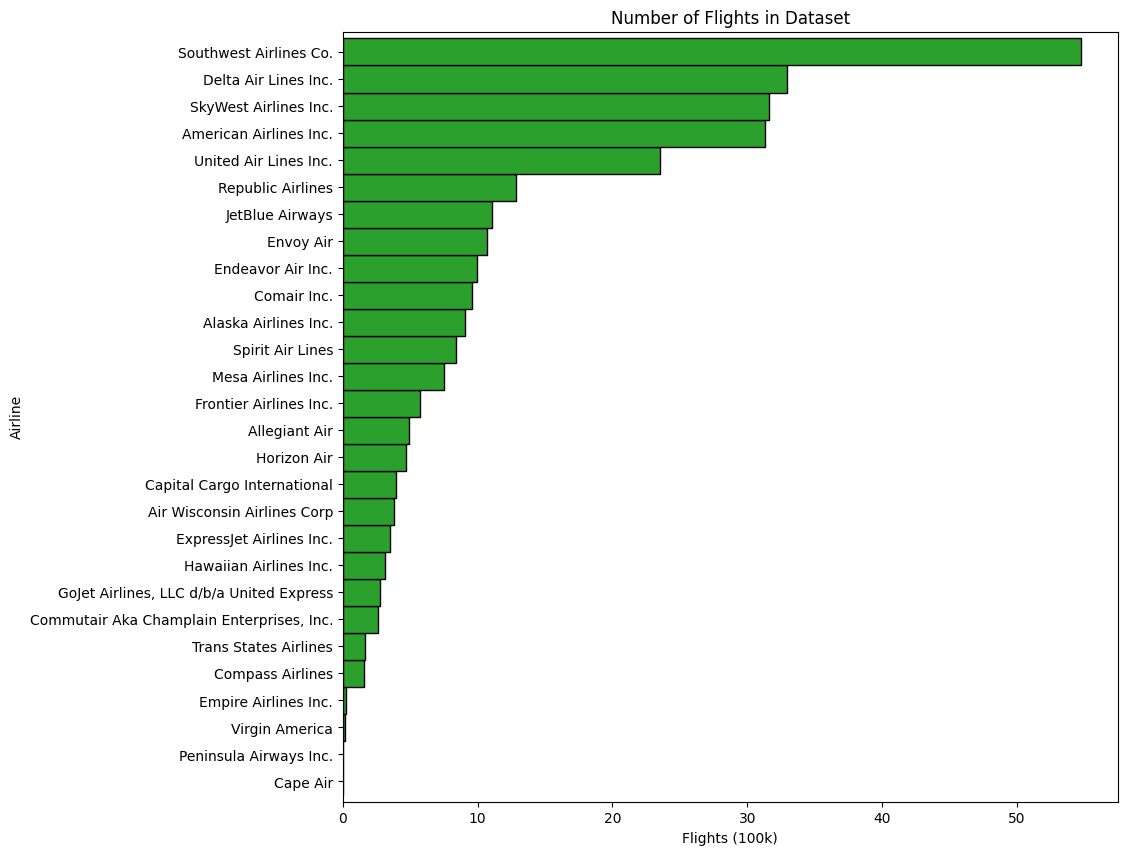 Number of Flights in Dataset
Southwest Airlines Co.
Delta Air Lines Inc.
SkyWest Airlines Inc.
American Airlines Inc.
United Air Lines Inc.
Republic Airlines
JetBlue Airways
Envoy Air
Endeavor Air Inc.
Comair Inc.
Alaska Airlines Inc.
Spirit Air Lines
Mesa Airlines Inc.
Frontier Airlines Inc.
Allegiant Air
Horizon Air
Capital Cargo International
Air Wisconsin Airlines Corp
ExpressJet Airlines Inc.
Hawaiian Airlines Inc.
GoJet Airlines, LLC d/b/a United Express
Commutair Aka Champlain Enterprises, Inc.
Trans States Airlines
Compass Airlines
Empire Airlines Inc.
Virgin America
Peninsula Airways Inc.
Cape Air
Airline
0 10 20 30 40 50
Flights (100k)